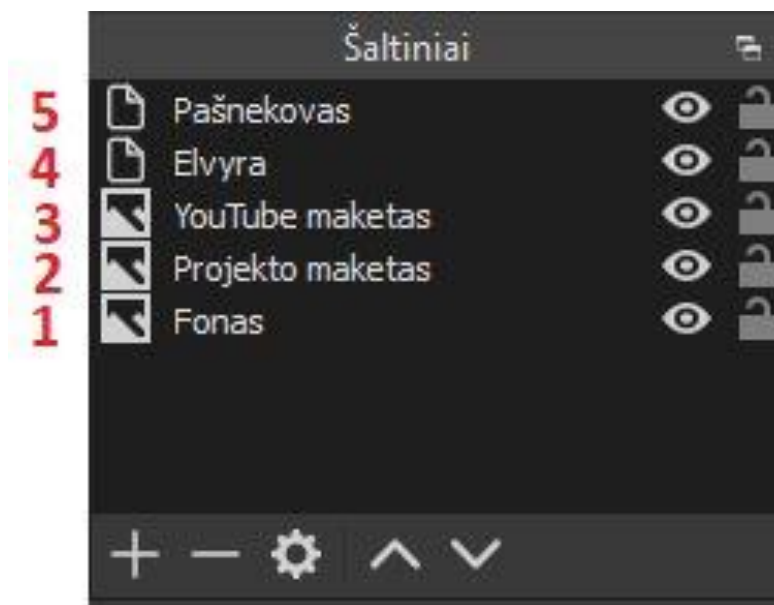 Šaltiniai
5 Pašnekovas
4 Elvyra
3 YouTube maketas
2 Projekto maketas
1 Fonas